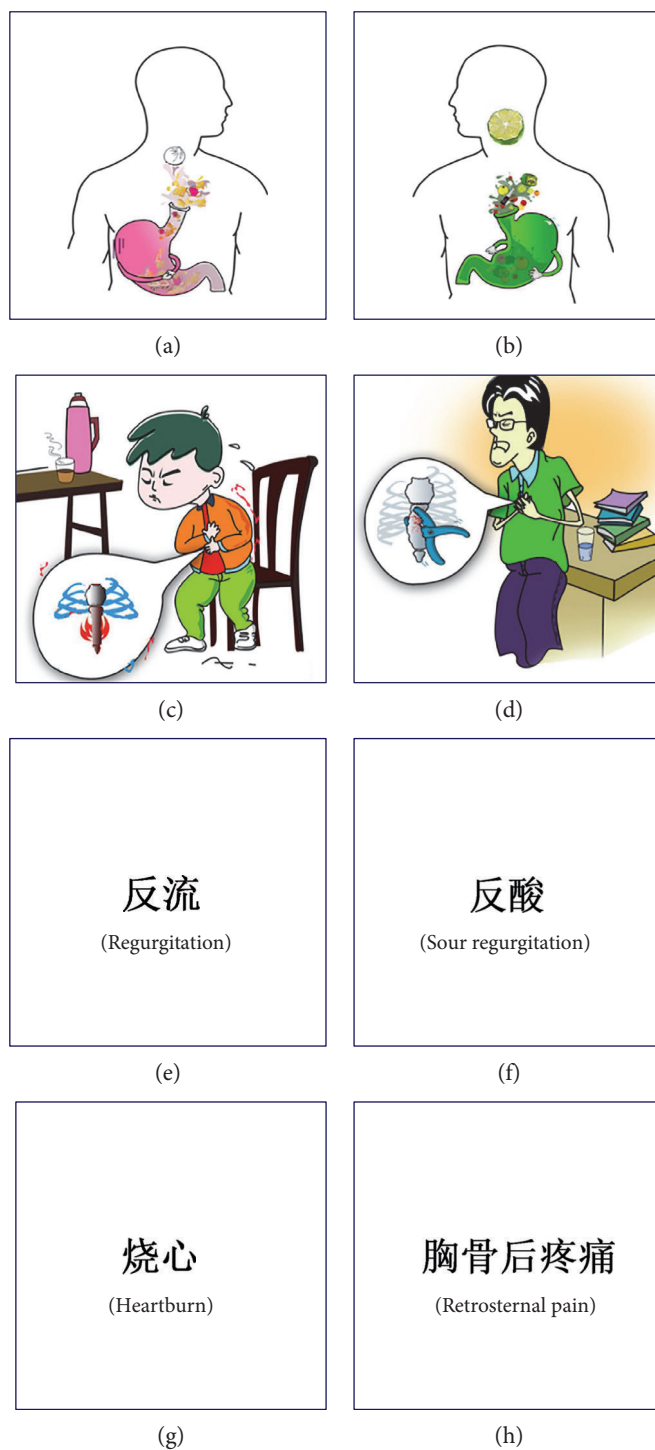 (a)
(b)
(c)
(d)
反流
(Regurgitation)
反酸
(Sour regurgitation)
(e)
(f)
烧心
(Heartburn)
胸骨后疼痛
(Retrosternal pain)
(g)
(h)